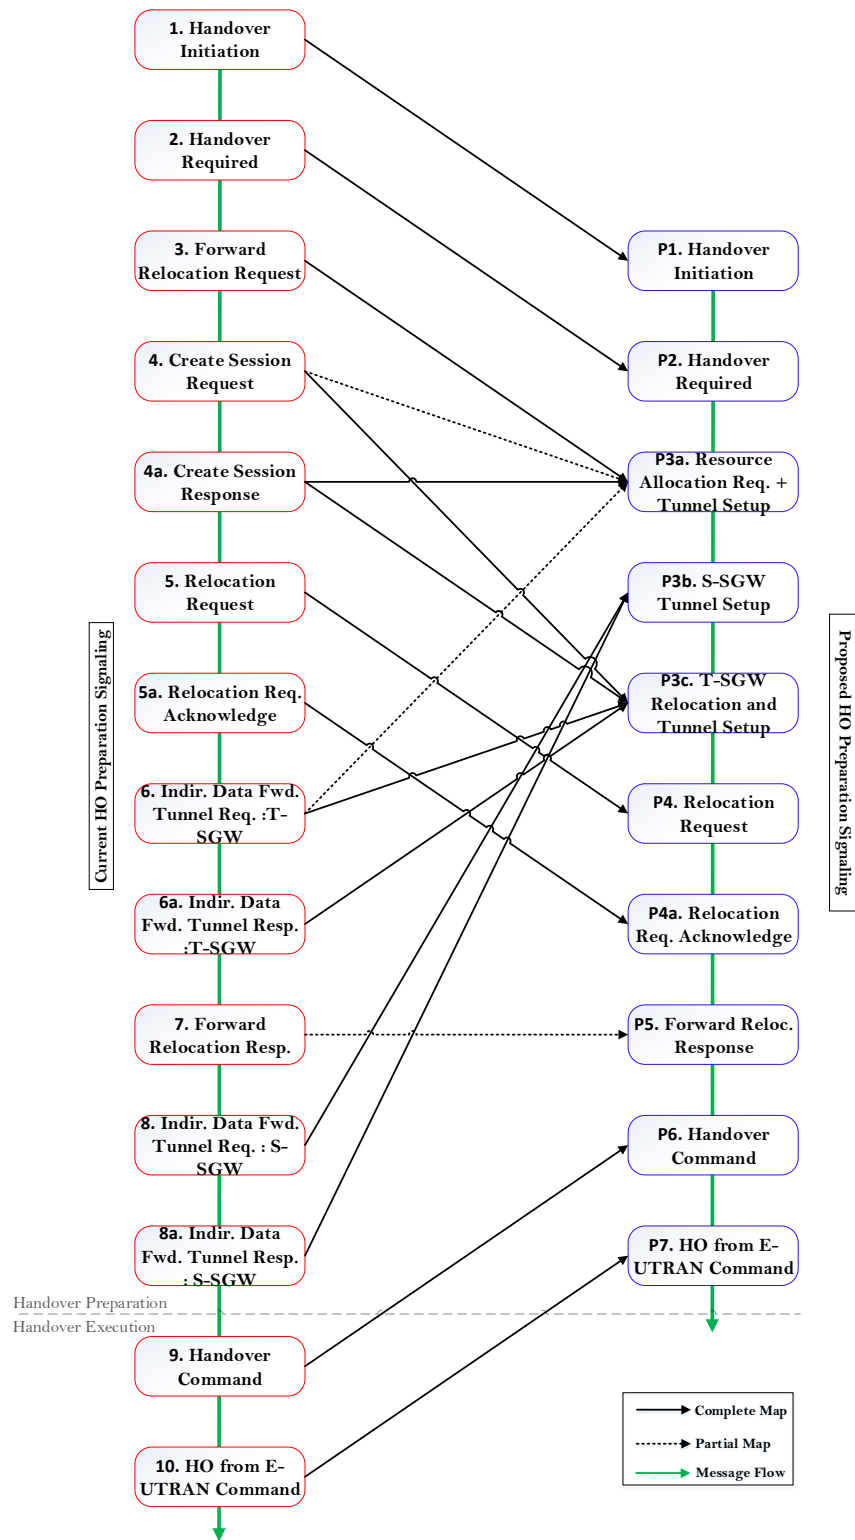 1. Handover
Initiation
2. Handover
Required
3. Forward
Relocation Request
P1. Handover
Initiation
4. Create Session
Request
P2. Handover
Required
4a. Create Session
Response
P3a. Resource
Allocation Req. +
Tunnel Setup
5. Relocation
Request
P3b. S-SGW
Tunnel Setup
Current HO Preparation Signaling
Proposed HO Preparation Signaling
5a. Relocation Req.
Acknowledge
P3c. T-SGW
Relocation and
Tunnel Setup
6. Indir. Data Fwd.
Tunnel Req. :T-
SGW
P4. Relocation
Request
6a. Indir. Data
Fwd. Tunnel Resp.
:T-SGW
P4a. Relocation
Req. Acknowledge
7. Forward
Relocation Resp.
P5. Forward Reloc.
Response
8. Indir. Data Fwd.
Tunnel Req. : S-
SGW
P6. Handover
Command
8a. Indir. Data
Fwd. Tunnel Resp.
: S-SGW
P7. HO from E-
UTRAN Command
Handover Preparation
Handover Execution
9. Handover
Command
10. HO from E-
UTRAN Command
Complete Map
Partial Map
Message Flow